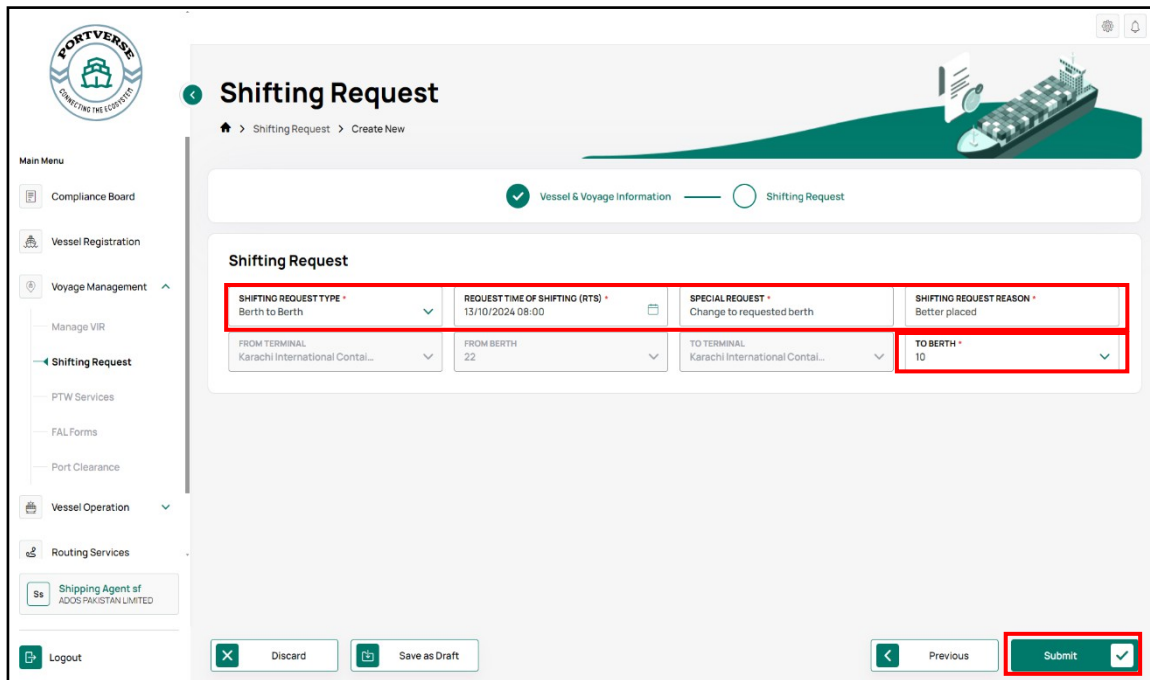 PORTVERSE
CONNECTING THE ECOSYSTEM
Shifting Request
> Shifting Request > Create New
Main Menu
Compliance Board
Vessel Registration
Voyage Management
Manage VIR
Shifting Request
PTW Services
FAL Forms
Port Clearance
Vessel Operation
Routing Services
Ss
Shipping Agent sf
ADOS PAKISTAN LIMITED
Logout
Vessel & Voyage Information
Shifting Request
Shifting Request
SHIFTING REQUEST TYPE *
Berth to Berth
REQUEST TIME OF SHIFTING (RTS) *
13/10/2024 08:00
SPECIAL REQUEST *
Change to requested berth
SHIFTING REQUEST REASON *
Better placed
FROM TERMINAL
Karachi International Contai...
FROM BERTH
22
TO TERMINAL
Karachi International Contai...
TO BERTH *
10
Discard
Save as Draft
Previous
Submit